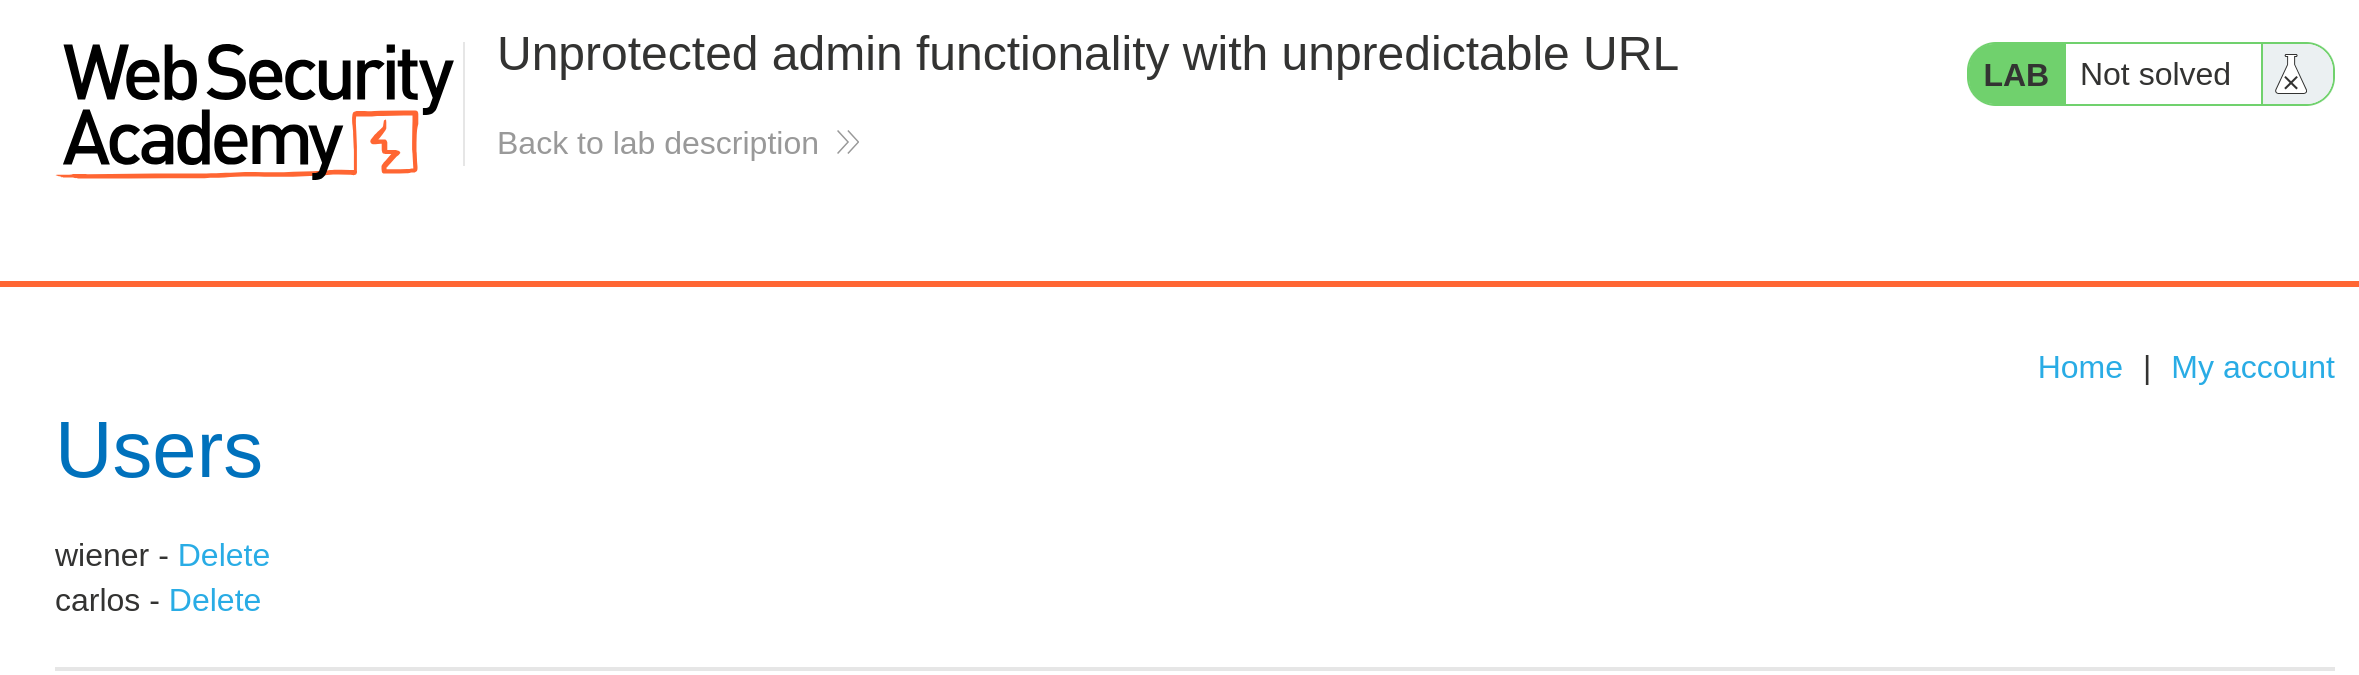 Web Security
Academy
Unprotected admin functionality with unpredictable URL
Back to lab description
LAB Not solved
Home | My account
Users
wiener - Delete
carlos - Delete